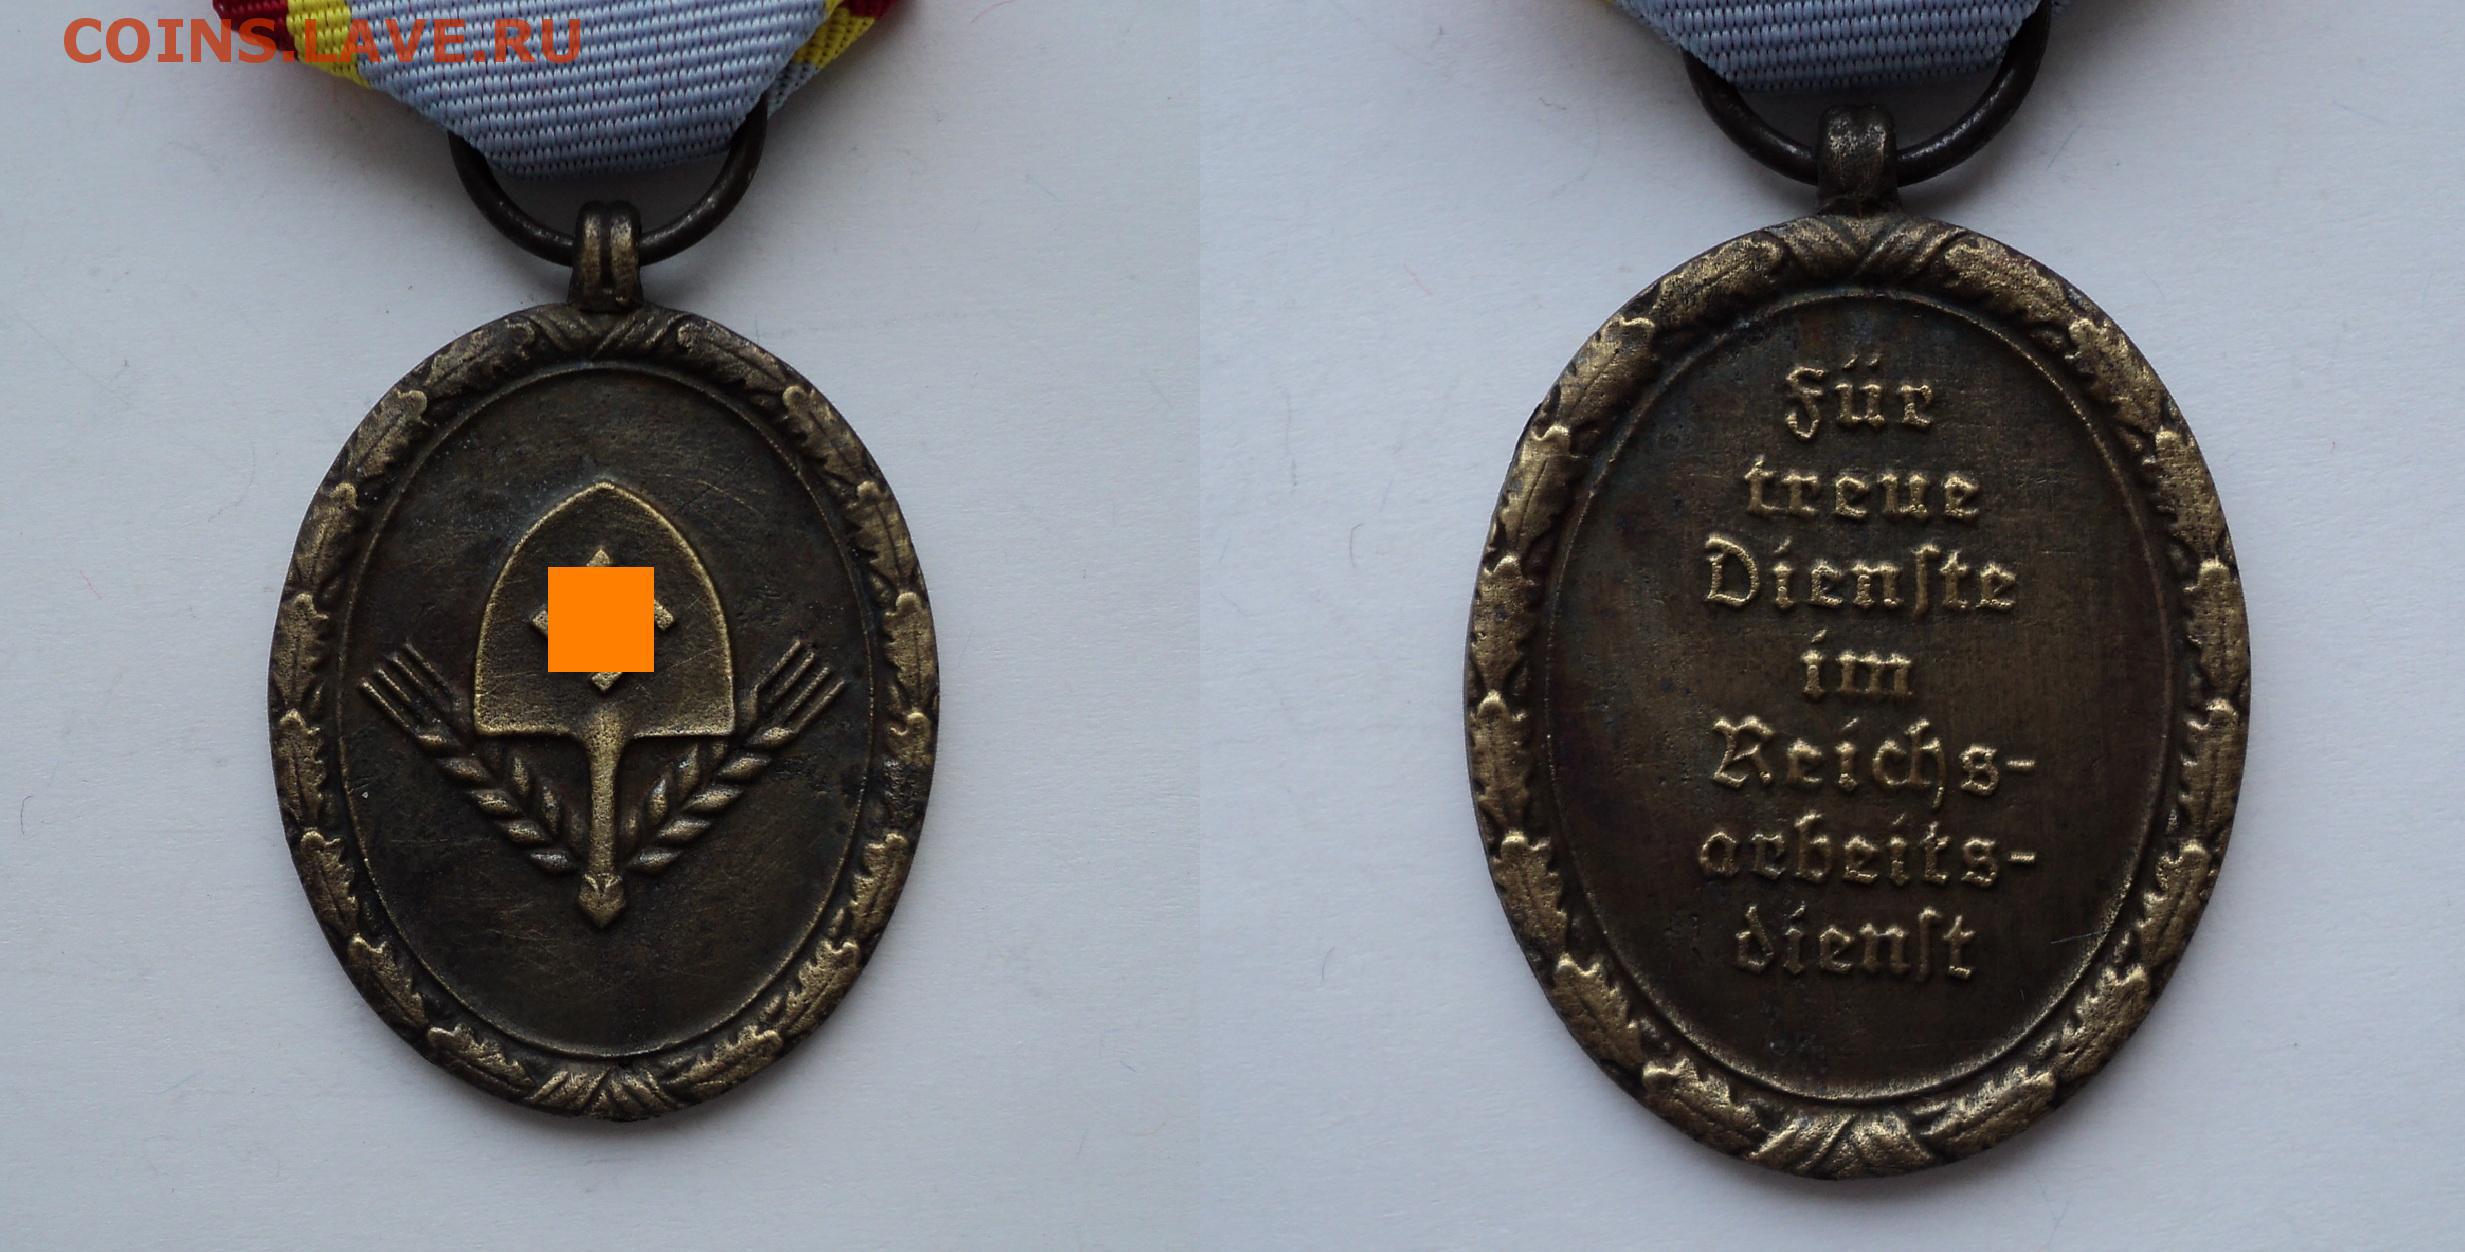 COINS.LAVE.RU
Für
treue
Dienſte
im
Reichs-
arbeits-
dienſt